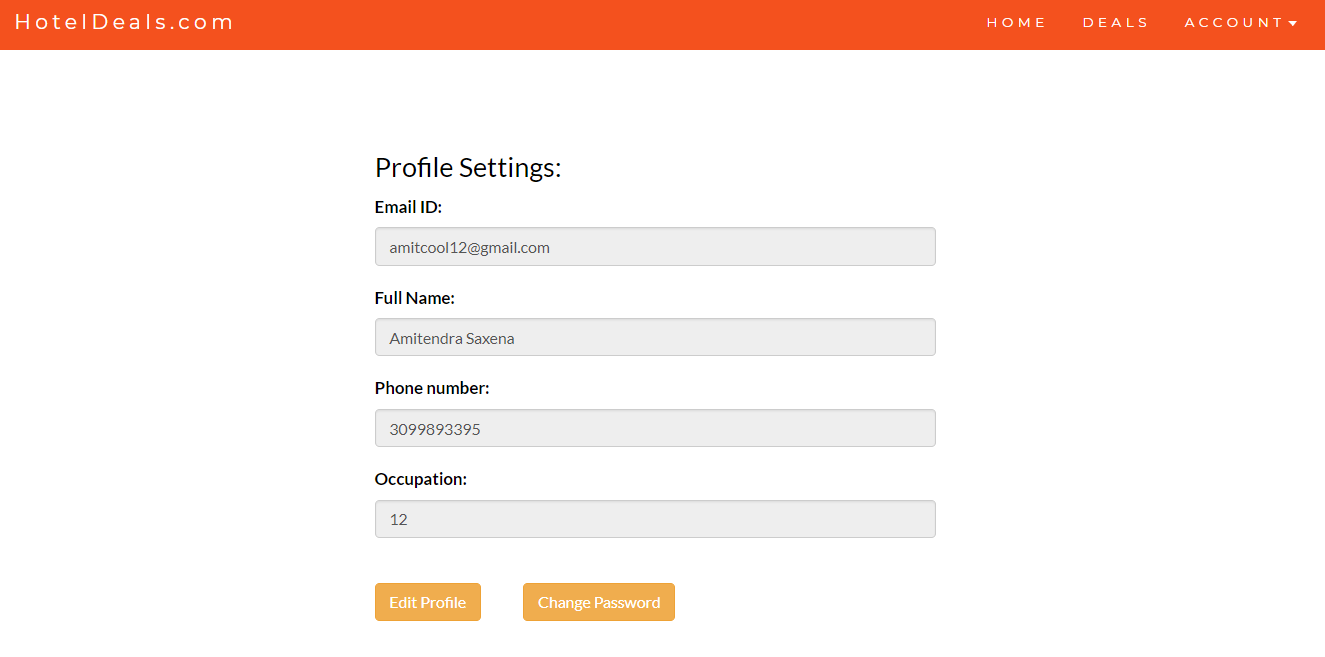 HotelDeals.com HOME DEALS ACCOUNT
Profile Settings:
Email ID:
amitcool12@gmail.com
Full Name:
Amitendra Saxena
Phone number:
3099893395
Occupation:
12
Edit Profile Change Password